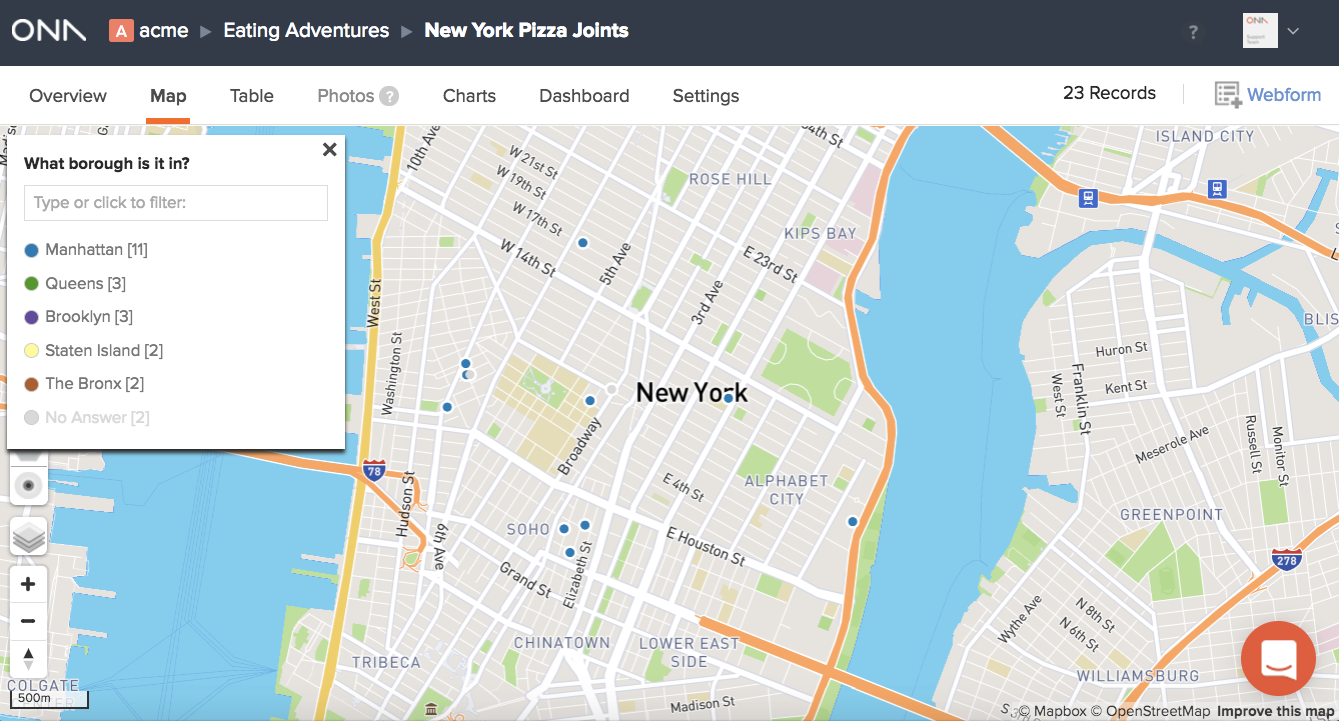 ONA A acme ▶ Eating Adventures ▶ New York Pizza Joints ?
Overview Map Table Photos ? Charts Dashboard Settings 23 Records Webform
What borough is it in?
Type or click to filter:
Manhattan [11]
Queens [3]
Brooklyn [3]
Staten Island [2]
The Bronx [2]
No Answer [2]
10th Ave
W 21st St
W 19th St
W 17th St
W 14th St
5th Ave
ROSE HILL
34th St
KIPS BAY
E 23rd St
3rd Ave
ISLAND CITY
West St
Washington St
New York
Broadway
78
Hudson St
6th Ave
SOHO
Grand St
Elizabeth St
E 4th St
ALPHABET
CITY
E Houston St
CHINATOWN
LOWER EAST
SIDE
TRIBECA
Madison St
Huron St
Kent St
West St
Franklin St
Meserole Ave
Russell St
Monitor St
GREENPOINT
278
Wythe Ave
N 8th St
N 6th St
WILLIAMSBURG
COLGATE
500m
© Mapbox © OpenStreetMap Improve this map